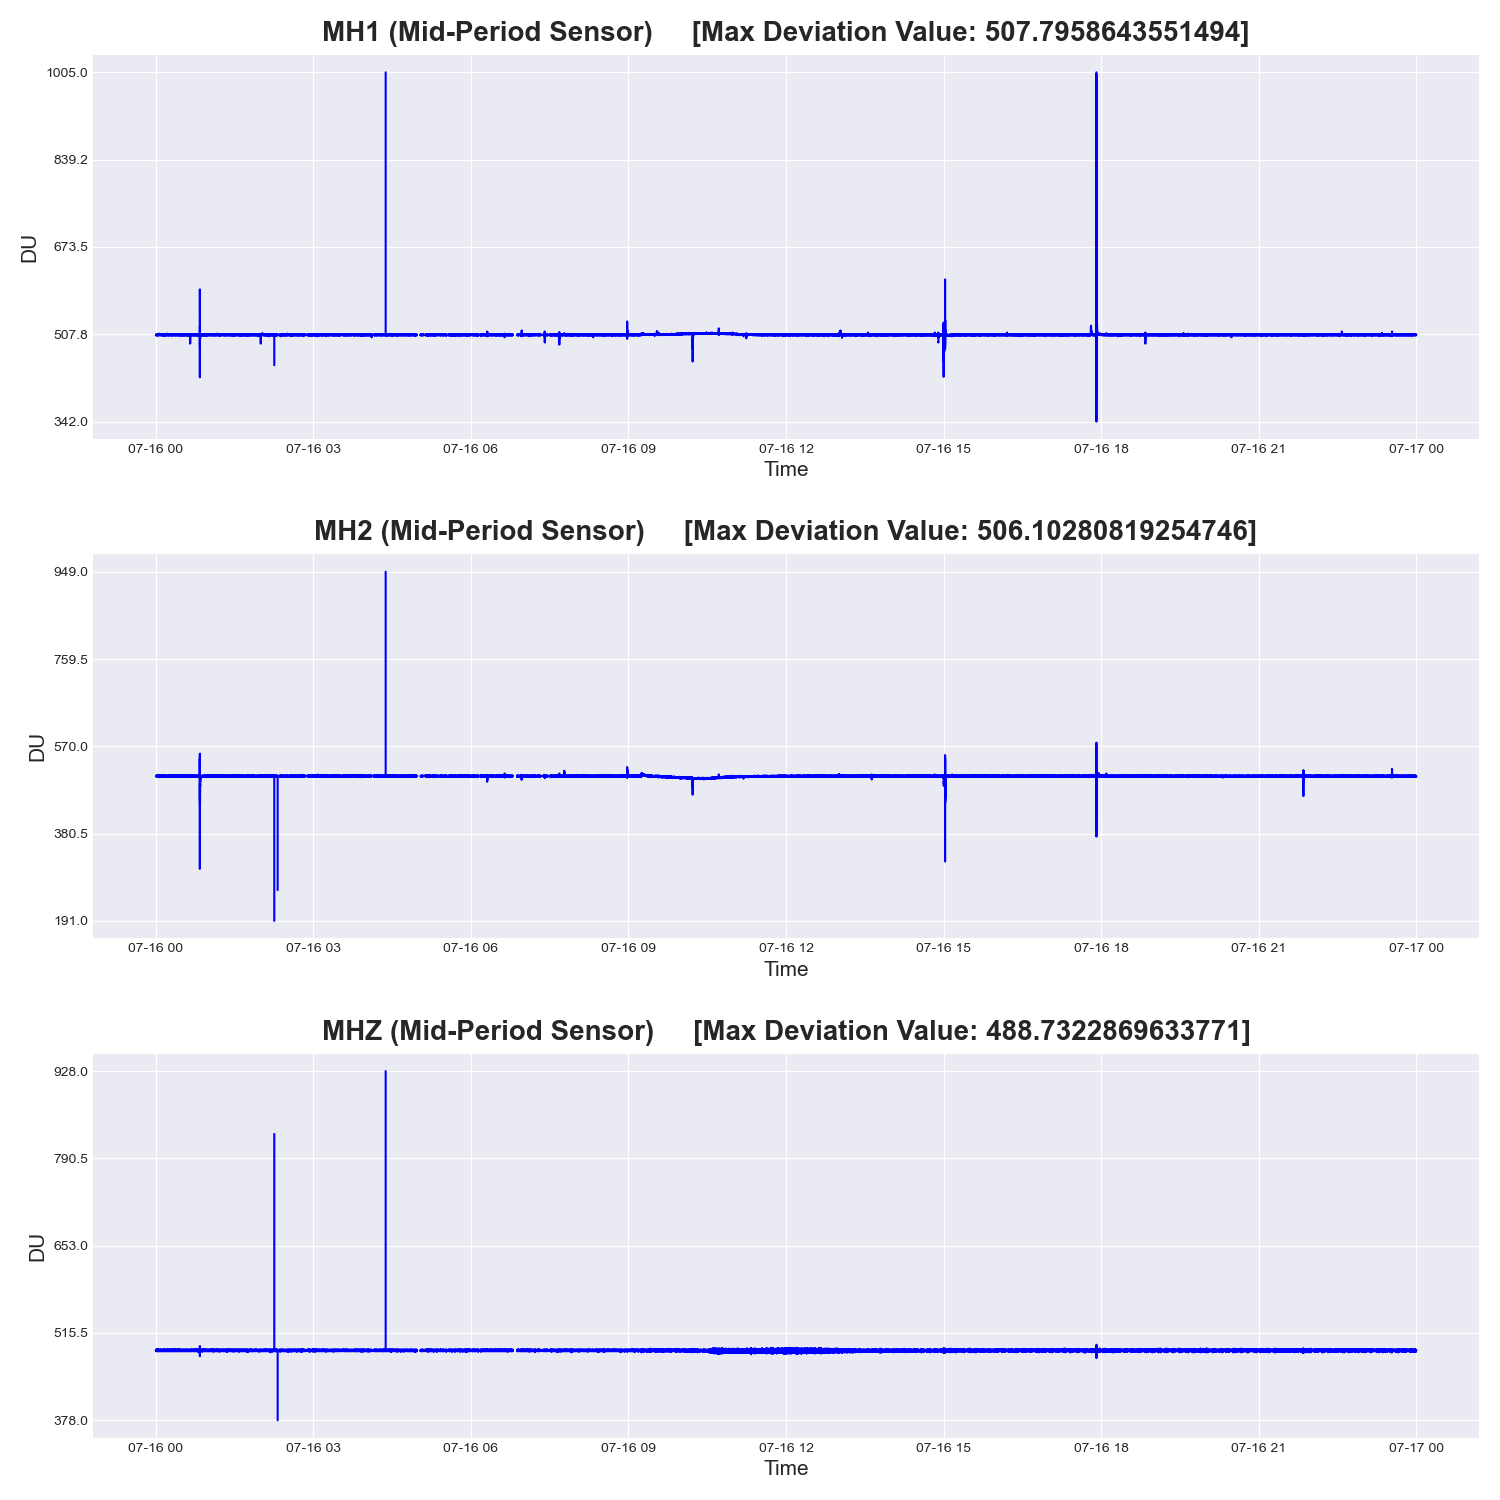 MH1 (Mid-Period Sensor) [Max Deviation Value: 507.7958643551494]
1005.0
839.2
673.5
507.8
342.0
DU
07-16 00 07-16 03 07-16 06 07-16 09 07-16 12 07-16 15 07-16 18 07-16 21 07-17 00
Time
MH2 (Mid-Period Sensor) [Max Deviation Value: 506.10280819254746]
949.0
759.5
570.0
380.5
191.0
DU
07-16 00 07-16 03 07-16 06 07-16 09 07-16 12 07-16 15 07-16 18 07-16 21 07-17 00
Time
MHZ (Mid-Period Sensor) [Max Deviation Value: 488.7322869633771]
928.0
790.5
653.0
515.5
378.0
DU
07-16 00 07-16 03 07-16 06 07-16 09 07-16 12 07-16 15 07-16 18 07-16 21 07-17 00
Time